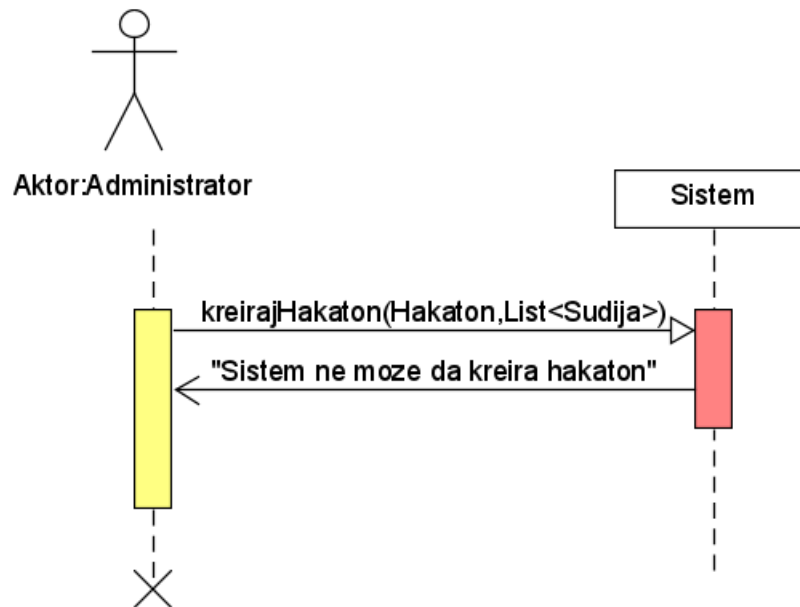 Aktor:Administrator
Sistem
kreirajHakaton(Hakaton,List<Sudija>)
"Sistem ne moze da kreira hakaton"